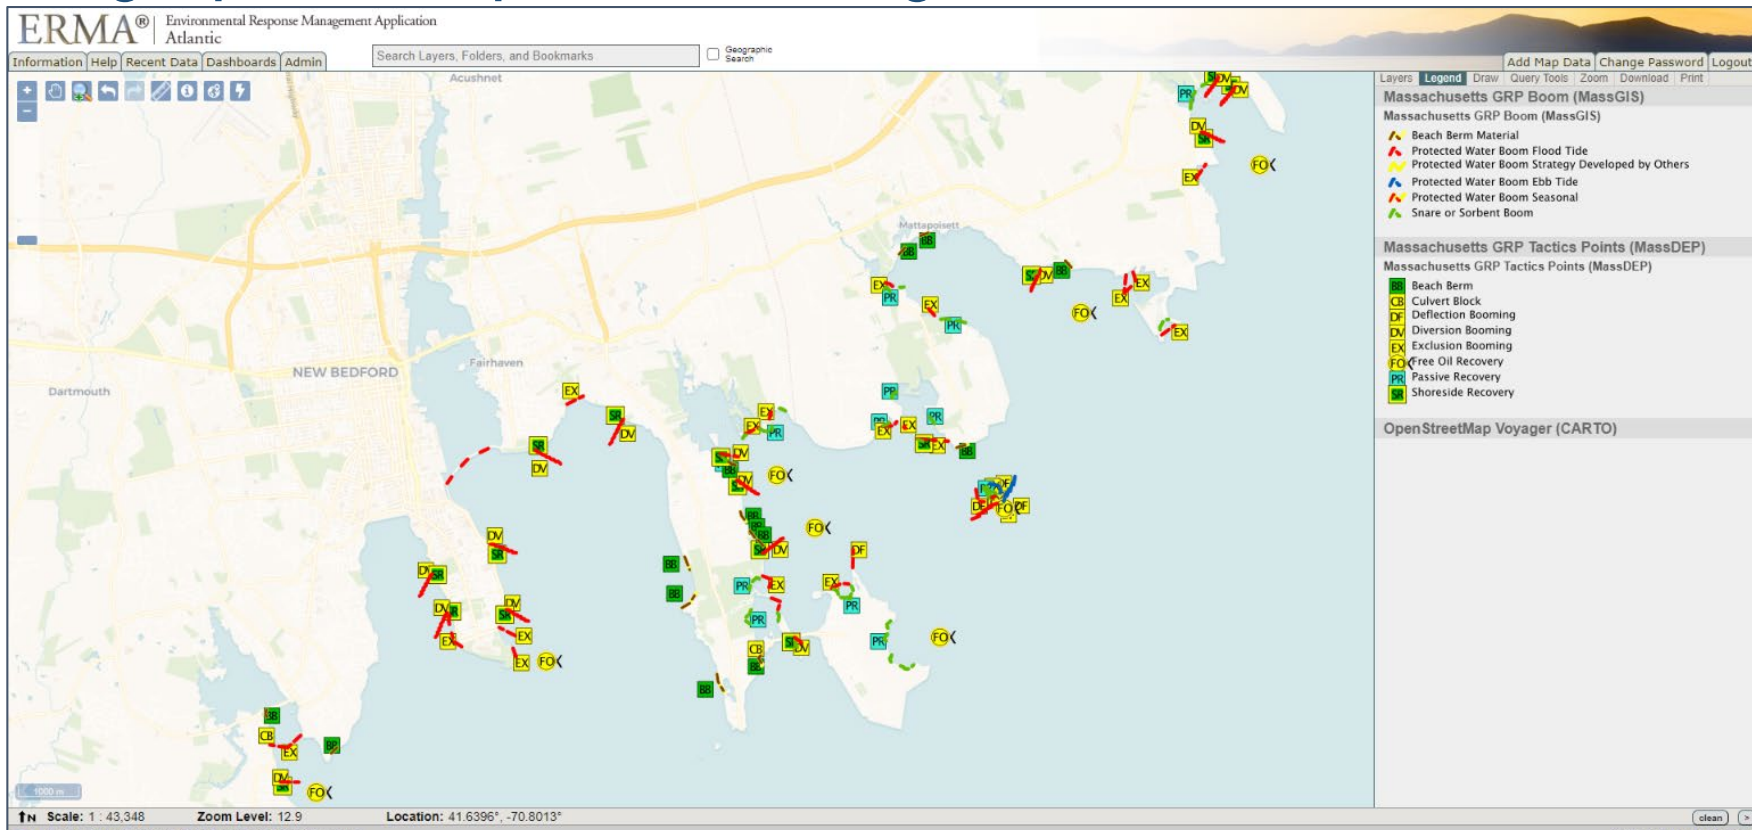 ERMA® Environmental Response Management Application
Atlantic
Search Layers, Folders, and Bookmarks
Geographic
Search
Information Help Recent Data Dashboards Admin
Add Map Data Change Password Logout
Layers Legend Draw Query Tools Zoom Download Print
Massachusetts GRP Boom (MassGIS)
Massachusetts GRP Boom (MassGIS)
Beach Berm Material
Protected Water Boom Flood Tide
Protected Water Boom Strategy Developed by Others
Protected Water Boom Ebb Tide
Protected Water Boom Seasonal
Snare or Sorbent Boom
Massachusetts GRP Tactics Points (MassDEP)
Massachusetts GRP Tactics Points (MassDEP)
BB Beach Berm
CB Culvert Block
DF Deflection Booming
DV Diversion Booming
EX Exclusion Booming
FO Free Oil Recovery
PR Passive Recovery
SR Shoreside Recovery
OpenStreetMap Voyager (CARTO)
Acushnet
Mattapoisett
Fairhaven
NEW BEDFORD
Dartmouth
1000 m
N Scale: 1 : 43,348 Zoom Level: 12.9 Location: 41.6396°, -70.8013°
clean >